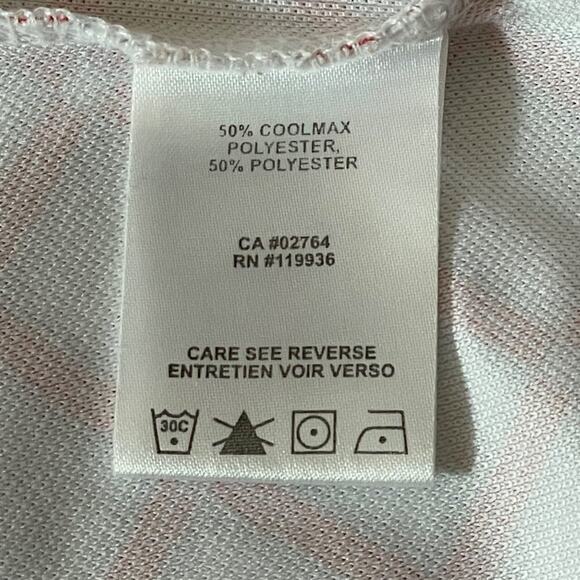 50% COOLMAX
POLYESTER,
50% POLYESTER
CA #02764
RN #119936
CARE SEE REVERSE
ENTRETIEN VOIR VERSO
30C